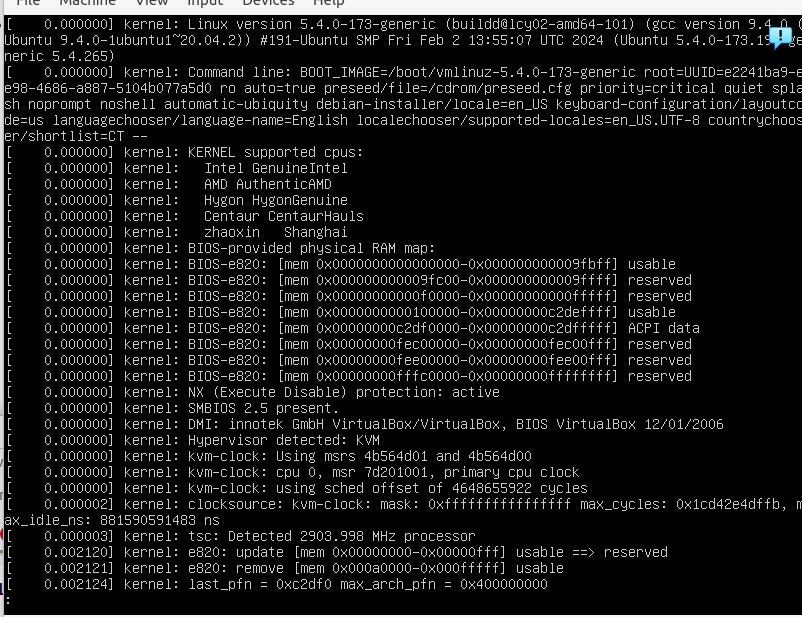 File Machine View Input Devices Help
[    0.000000] kernel: Linux version 5.4.0-173-generic (buildd@lcy02-amd64-101) (gcc version 9.4.0 (
Ubuntu 9.4.0-1ubuntu1~20.04.2)) #191-Ubuntu SMP Fri Feb 2 13:55:07 UTC 2024 (Ubuntu 5.4.0-173.19
neric 5.4.265)
[    0.000000] kernel: Command line: BOOT_IMAGE=/boot/vmlinuz-5.4.0-173-generic root=UUID=e2241ba9-e
e98-4686-a887-5104b077a5d0 ro auto=true preseed/file=/cdrom/preseed.cfg priority=critical quiet spla
sh noprompt noshell automatic-ubiquity debian-installer/locale=en_US keyboard-configuration/layoutco
de=us languagechooser/language-name=English localechooser/supported-locales=en_US.UTF-8 countrychoos
er/shortlist=CT --
[    0.000000] kernel: KERNEL supported cpus:
[    0.000000] kernel:   Intel GenuineIntel
[    0.000000] kernel:   AMD AuthenticAMD
[    0.000000] kernel:   Hygon HygonGenuine
[    0.000000] kernel:   Centaur CentaurHauls
[    0.000000] kernel:   zhaoxin   Shanghai
[    0.000000] kernel: BIOS-provided physical RAM map:
[    0.000000] kernel: BIOS-e820: [mem 0x0000000000000000-0x000000000009fbff] usable
[    0.000000] kernel: BIOS-e820: [mem 0x000000000009fc00-0x000000000009ffff] reserved
[    0.000000] kernel: BIOS-e820: [mem 0x00000000000f0000-0x00000000000fffff] reserved
[    0.000000] kernel: BIOS-e820: [mem 0x0000000000100000-0x00000000c2deffff] usable
[    0.000000] kernel: BIOS-e820: [mem 0x00000000c2df0000-0x00000000c2dfffff] ACPI data
[    0.000000] kernel: BIOS-e820: [mem 0x00000000fec00000-0x00000000fec00fff] reserved
[    0.000000] kernel: BIOS-e820: [mem 0x00000000fee00000-0x00000000fee00fff] reserved
[    0.000000] kernel: BIOS-e820: [mem 0x00000000fffc0000-0x00000000ffffffff] reserved
[    0.000000] kernel: NX (Execute Disable) protection: active
[    0.000000] kernel: SMBIOS 2.5 present.
[    0.000000] kernel: DMI: innotek GmbH VirtualBox/VirtualBox, BIOS VirtualBox 12/01/2006
[    0.000000] kernel: Hypervisor detected: KVM
[    0.000000] kernel: kvm-clock: Using msrs 4b564d01 and 4b564d00
[    0.000000] kernel: kvm-clock: cpu 0, msr 7d201001, primary cpu clock
[    0.000000] kernel: kvm-clock: using sched offset of 4648655922 cycles
[    0.000002] kernel: clocksource: kvm-clock: mask: 0xffffffffffffffff max_cycles: 0x1cd42e4dffb, m
ax_idle_ns: 881590591483 ns
[    0.000003] kernel: tsc: Detected 2903.998 MHz processor
[    0.002120] kernel: e820: update [mem 0x00000000-0x00000fff] usable ==> reserved
[    0.002121] kernel: e820: remove [mem 0x000a0000-0x000fffff] usable
[    0.002124] kernel: last_pfn = 0xc2df0 max_arch_pfn = 0x400000000
: